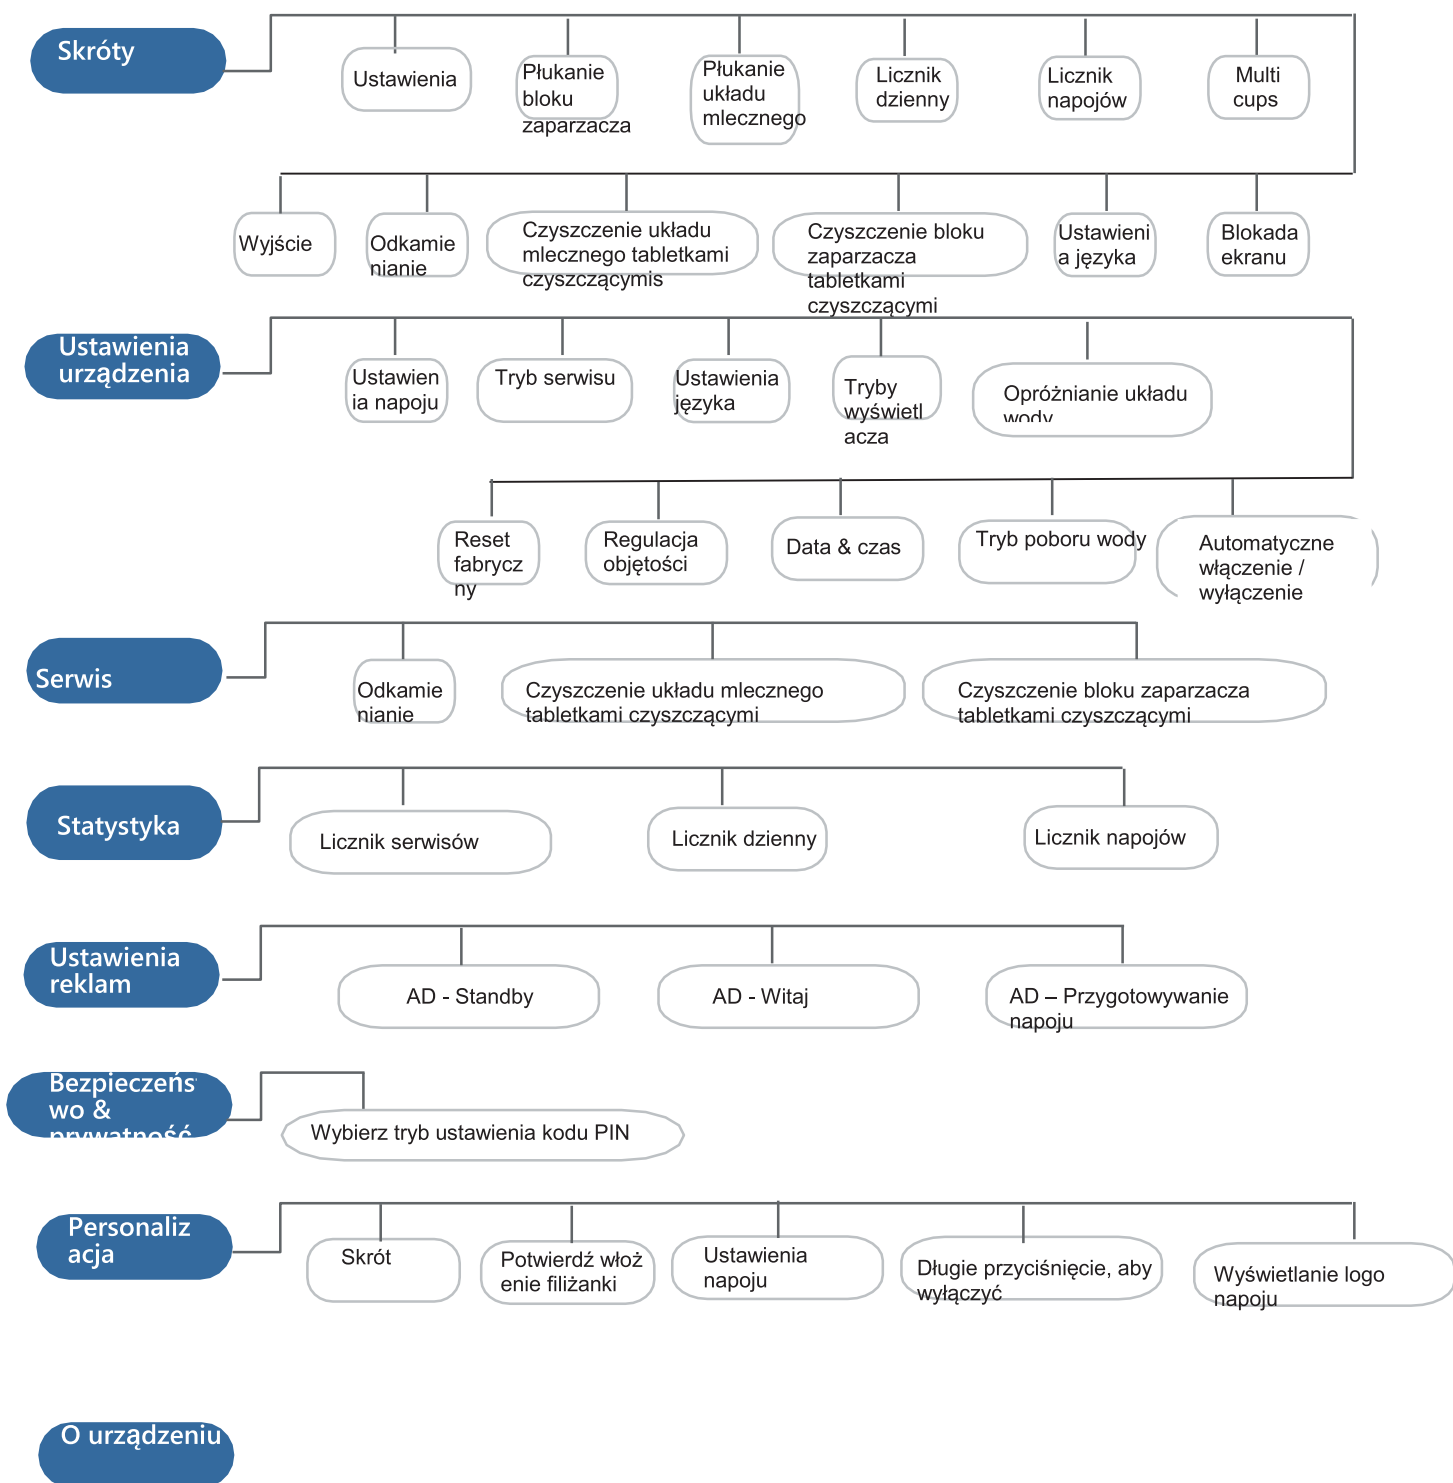 Skróty
Ustawienia
Płukanie
bloku
zaparzacza
Płukanie
układu
mlecznego
Licznik
dzienny
Licznik
napojów
Multi
cups
Wyjście
Odkamie
nianie
Czyszczenie układu
mlecznego tabletkami
czyszczącymis
Czyszczenie bloku
zaparzacza
tabletkami
czyszczącymi
Ustawieni
a języka
Blokada
ekranu
Ustawienia
urządzenia
Ustawien
ia napoju
Tryb serwisu
Ustawienia
języka
Tryby
wyświetl
acza
Opróżnianie układu
wody
Reset
fabrycz
ny
Regulacja
objętości
Data & czas
Tryb poboru wody
Automatyczne
włączenie /
wyłączenie
Serwis
Odkamie
nianie
Czyszczenie układu mlecznego
tabletkami czyszczącymi
Czyszczenie bloku zaparzacza
tabletkami czyszczącymi
Statystyka
Licznik serwisów
Licznik dzienny
Licznik napojów
Ustawienia
reklam
AD - Standby
AD - Witaj
AD – Przygotowywanie
napoju
Bezpieczeńs
wo &
prywatność
Wybierz tryb ustawienia kodu PIN
Personaliz
acja
Skrót
Potwierdź włoż
enie filiżanki
Ustawienia
napoju
Długie przyciśnięcie, aby
wyłączyć
Wyświetlanie logo
napoju
O urządzeniu